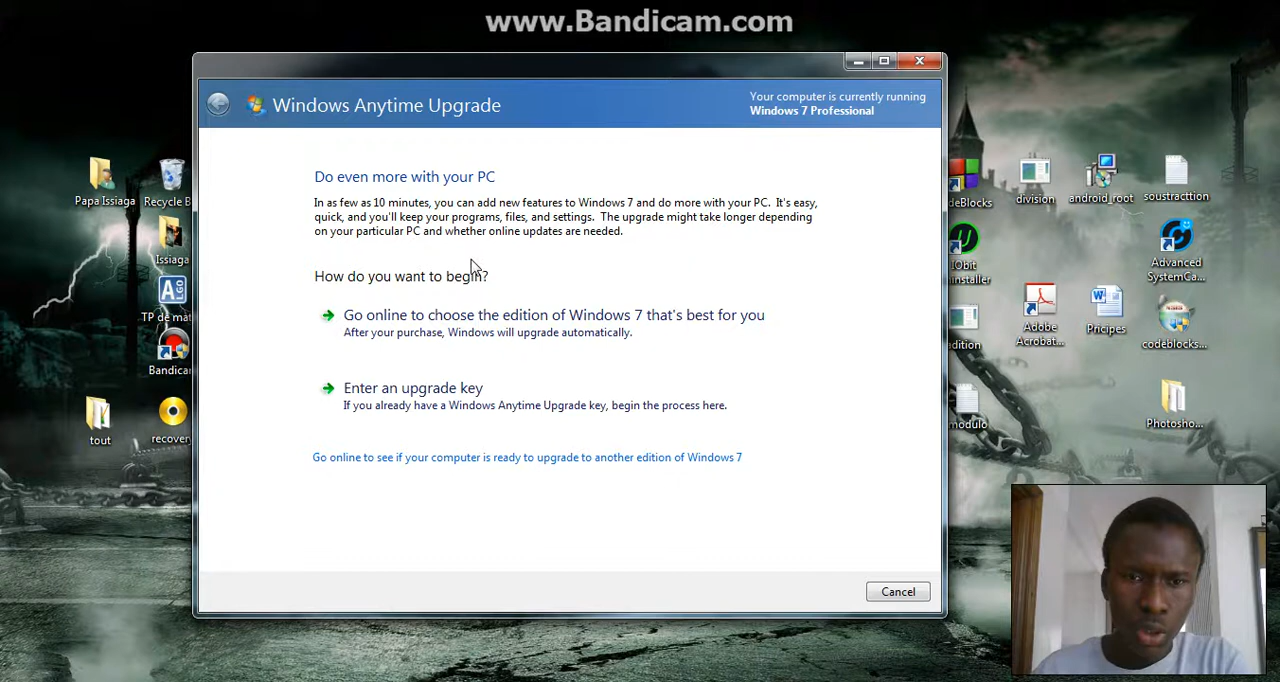 www.Bandicam.com
Windows Anytime Upgrade
Your computer is currently running
Windows 7 Professional
Do even more with your PC
In as few as 10 minutes, you can add new features to Windows 7 and do more with your PC. It's easy,
quick, and you'll keep your programs, files, and settings. The upgrade might take longer depending
on your particular PC and whether online updates are needed.
How do you want to begin?
Go online to choose the edition of Windows 7 that's best for you
After your purchase, Windows will upgrade automatically.
Enter an upgrade key
If you already have a Windows Anytime Upgrade key, begin the process here.
Go online to see if your computer is ready to upgrade to another edition of Windows 7
Cancel
Papa Issiaga
Recycle B
Issiaga
ALGO
TP de mat
Bandicam
tout
recovery
deBlocks
division
android_root
soustracttion
IObit
nstaller
Advanced
SystemCa...
Adobe
Acrobat...
Pricipes
codeblocks...
dition
modulo
Photosho...